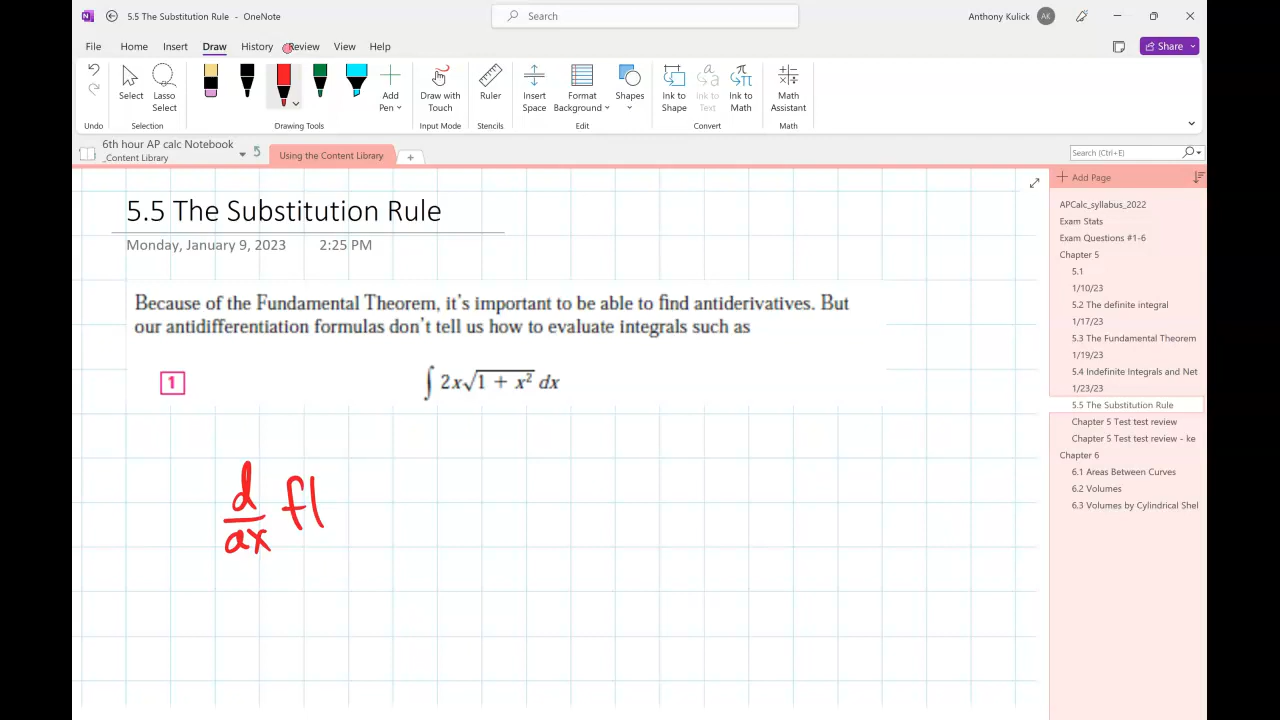 5.5 The Substitution Rule - OneNote
Search
Anthony Kulick AK
File Home Insert Draw History Review View Help
Share
Undo
Select
Lasso Select
Add Pen
Draw with Touch
Ruler
Insert Space
Format Background
Shapes
Ink to Shape
Ink to Text
Ink to Math
Math Assistant
Undo Selection Drawing Tools Input Mode Stencils Edit Convert Math
6th hour AP calc Notebook
_Content Library
Using the Content Library
Search (Ctrl+E)
Add Page
5.5 The Substitution Rule
Monday, January 9, 2023 2:25 PM
Because of the Fundamental Theorem, it's important to be able to find antiderivatives. But
our antidifferentiation formulas don't tell us how to evaluate integrals such as
1 ∫ 2x√1 + x² dx
d
ax f(
APCalc_syllabus_2022
Exam Stats
Exam Questions #1-6
Chapter 5
5.1
1/10/23
5.2 The definite integral
1/17/23
5.3 The Fundamental Theorem
1/19/23
5.4 Indefinite Integrals and Net
1/23/23
5.5 The Substitution Rule
Chapter 5 Test test review
Chapter 5 Test test review - ke
Chapter 6
6.1 Areas Between Curves
6.2 Volumes
6.3 Volumes by Cylindrical Shel